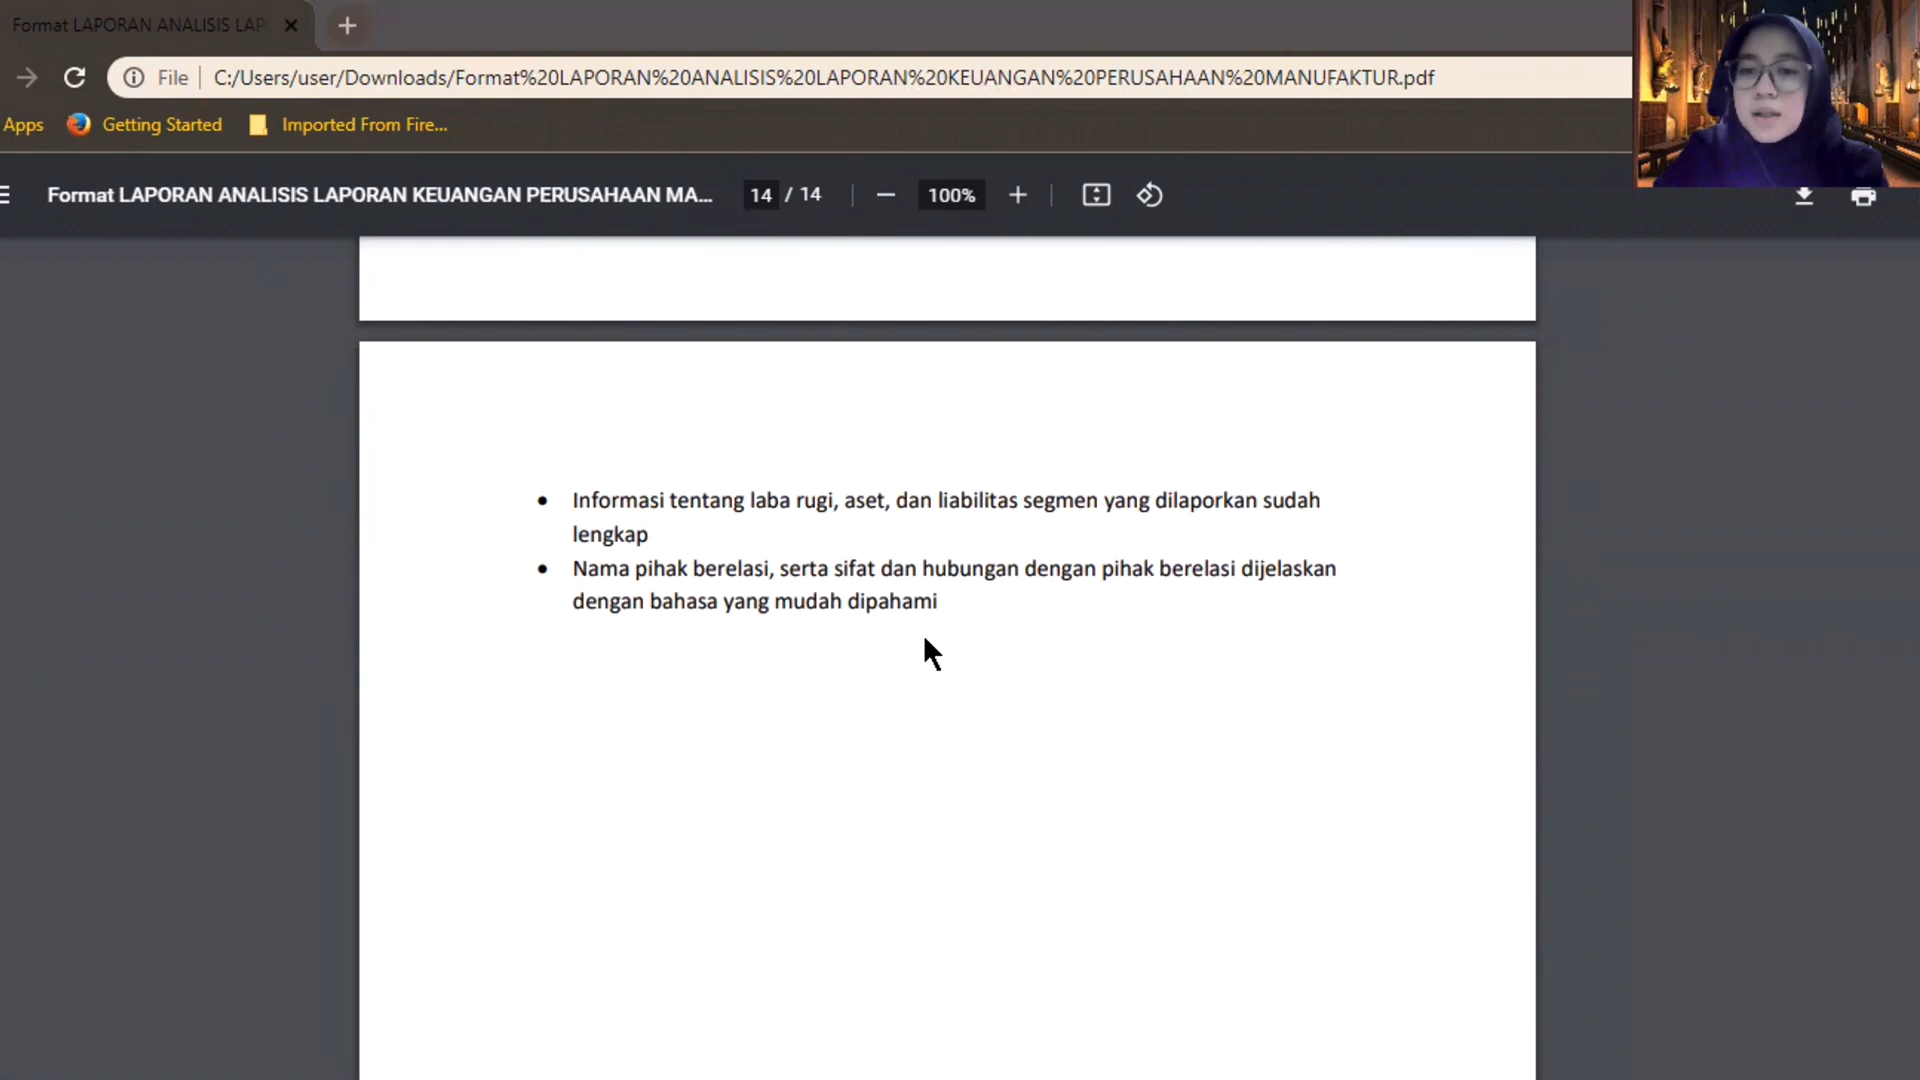 Format LAPORAN ANALISIS LAP
File
C:/Users/user/Downloads/Format%20LAPORAN%20ANALISIS%20LAPORAN%20KEUANGAN%20PERUSAHAAN%20MANUFAKTUR.pdf
Apps
Getting Started
Imported From Fire...
Format LAPORAN ANALISIS LAPORAN KEUANGAN PERUSAHAAN MA...
14 / 14
100%
• Informasi tentang laba rugi, aset, dan liabilitas segmen yang dilaporkan sudah
lengkap
• Nama pihak berelasi, serta sifat dan hubungan dengan pihak berelasi dijelaskan
dengan bahasa yang mudah dipahami